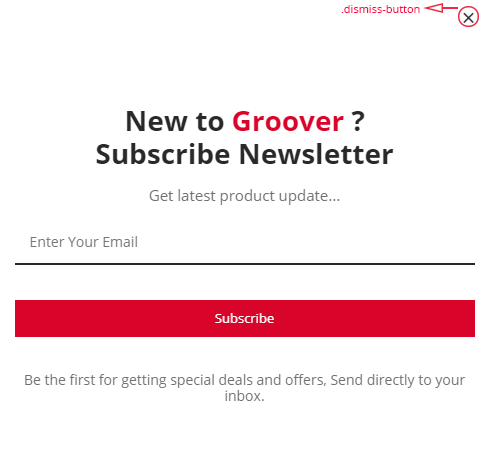 .dismiss-button
New to Groover ?
Subscribe Newsletter
Get latest product update...
Enter Your Email
Subscribe
Be the first for getting special deals and offers, Send directly to your
inbox.